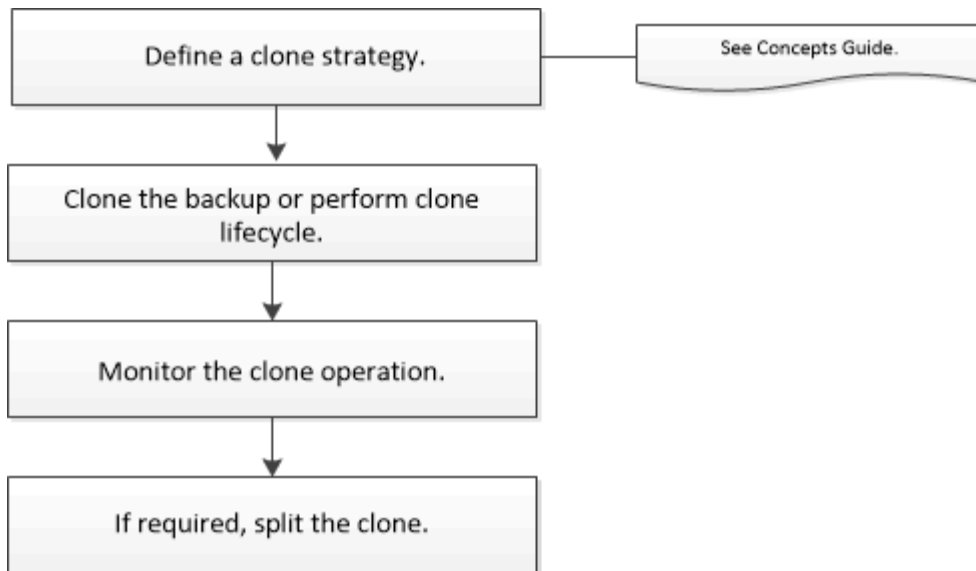 Define a clone strategy.
See Concepts Guide.
Clone the backup or perform clone
lifecycle.
Monitor the clone operation.
If required, split the clone.